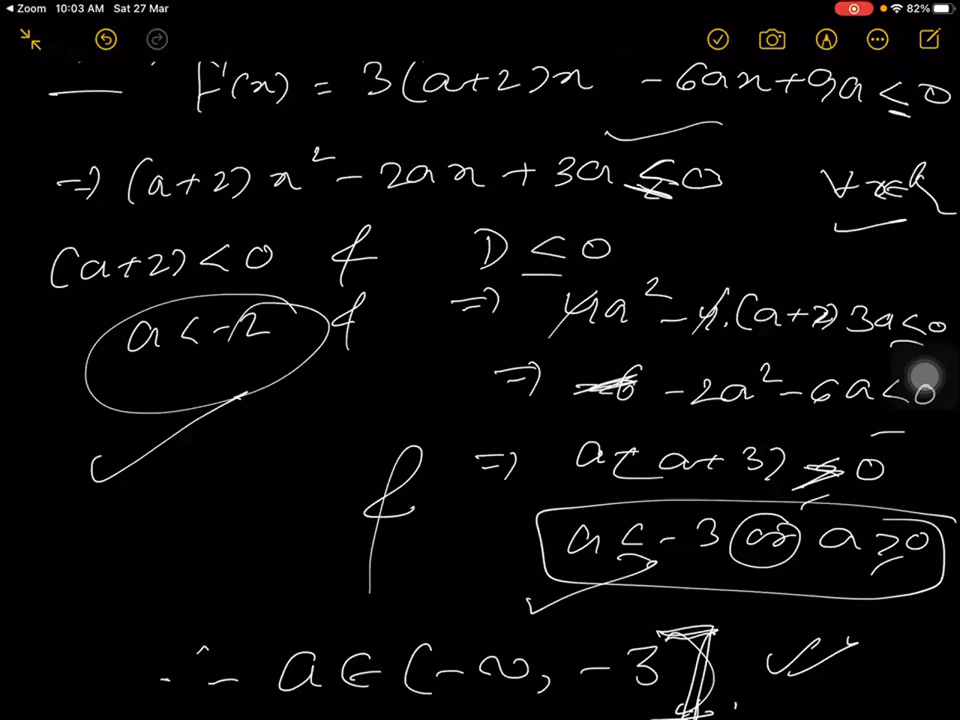 Zoom 10:03 AM Sat 27 Mar 82%
F'(x) = 3(a+2)x - 6ax + 9a ≤ 0
=> (a+2)x² - 2ax + 3a ≤ 0 ∀ x∈R
(a+2) < 0 & D ≤ 0
a < -2 & => 4a² - 4.(a+2)3a ≤ 0
=> -2a² - 6a ≤ 0
& => a(a+3) ≥ 0
a ≤ -3 or a ≥ 0
∴ a ∈ (-∞, -3]